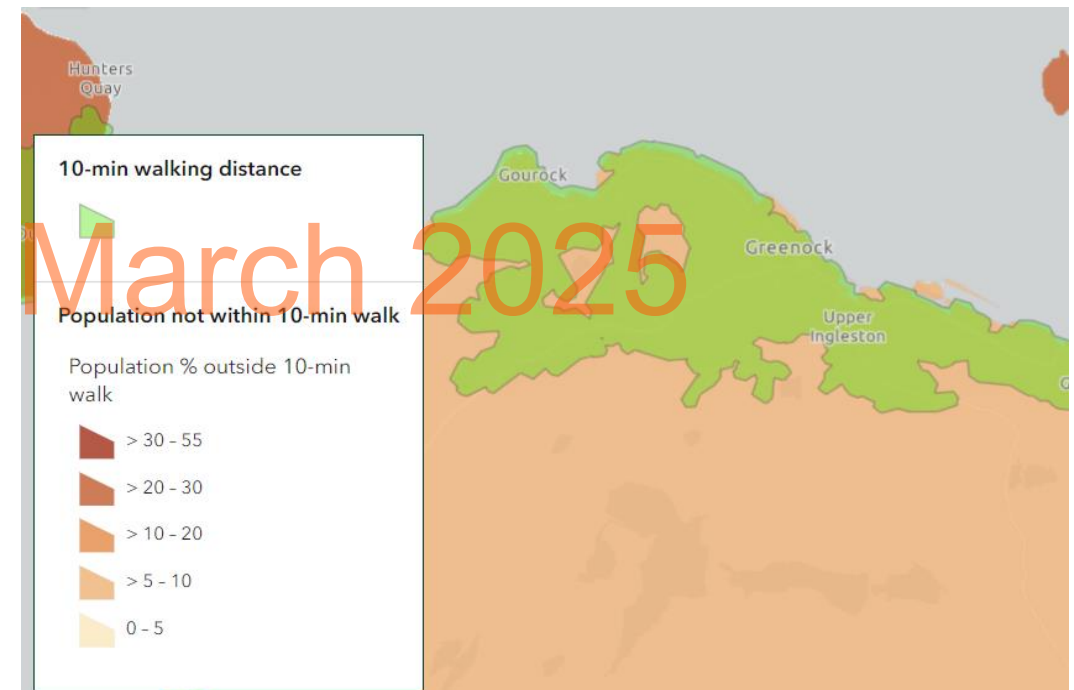 Hunters
Quay
10-min walking distance
Gourock
March 2025
Greenock
Population not within 10-min walk
Upper
Ingleston
Population % outside 10-min
walk
> 30 - 55
> 20 - 30
> 10 - 20
> 5 - 10
0 - 5